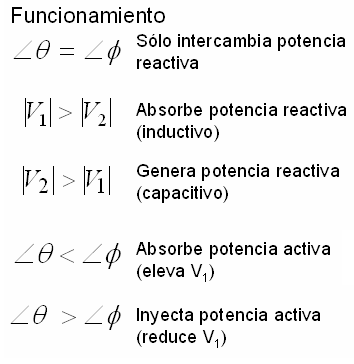 Funcionamiento
∠θ = ∠ϕ Sólo intercambia potencia
reactiva
|V₁| > |V₂| Absorbe potencia reactiva
(inductivo)
|V₂| > |V₁| Genera potencia reactiva
(capacitivo)
∠θ < ∠ϕ Absorbe potencia activa
(eleva V₁)
∠θ > ∠ϕ Inyecta potencia activa
(reduce V₁)